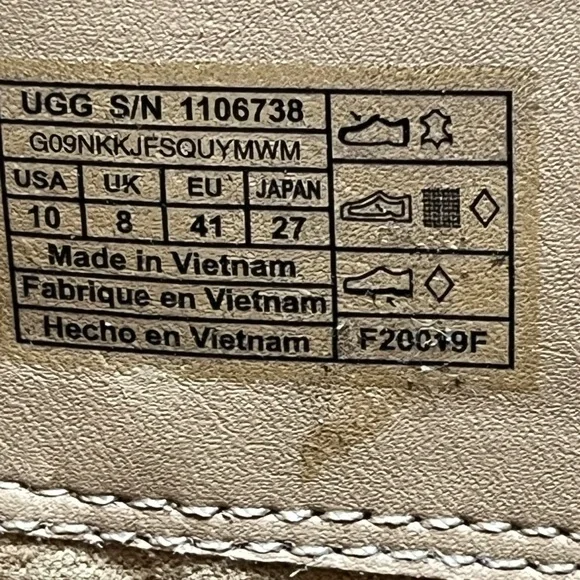 UGG S/N 1106738
G09NKKJFSQUYMWM
USA UK EU JAPAN
10 8 41 27
Made in Vietnam
Fabrique en Vietnam
Hecho en Vietnam